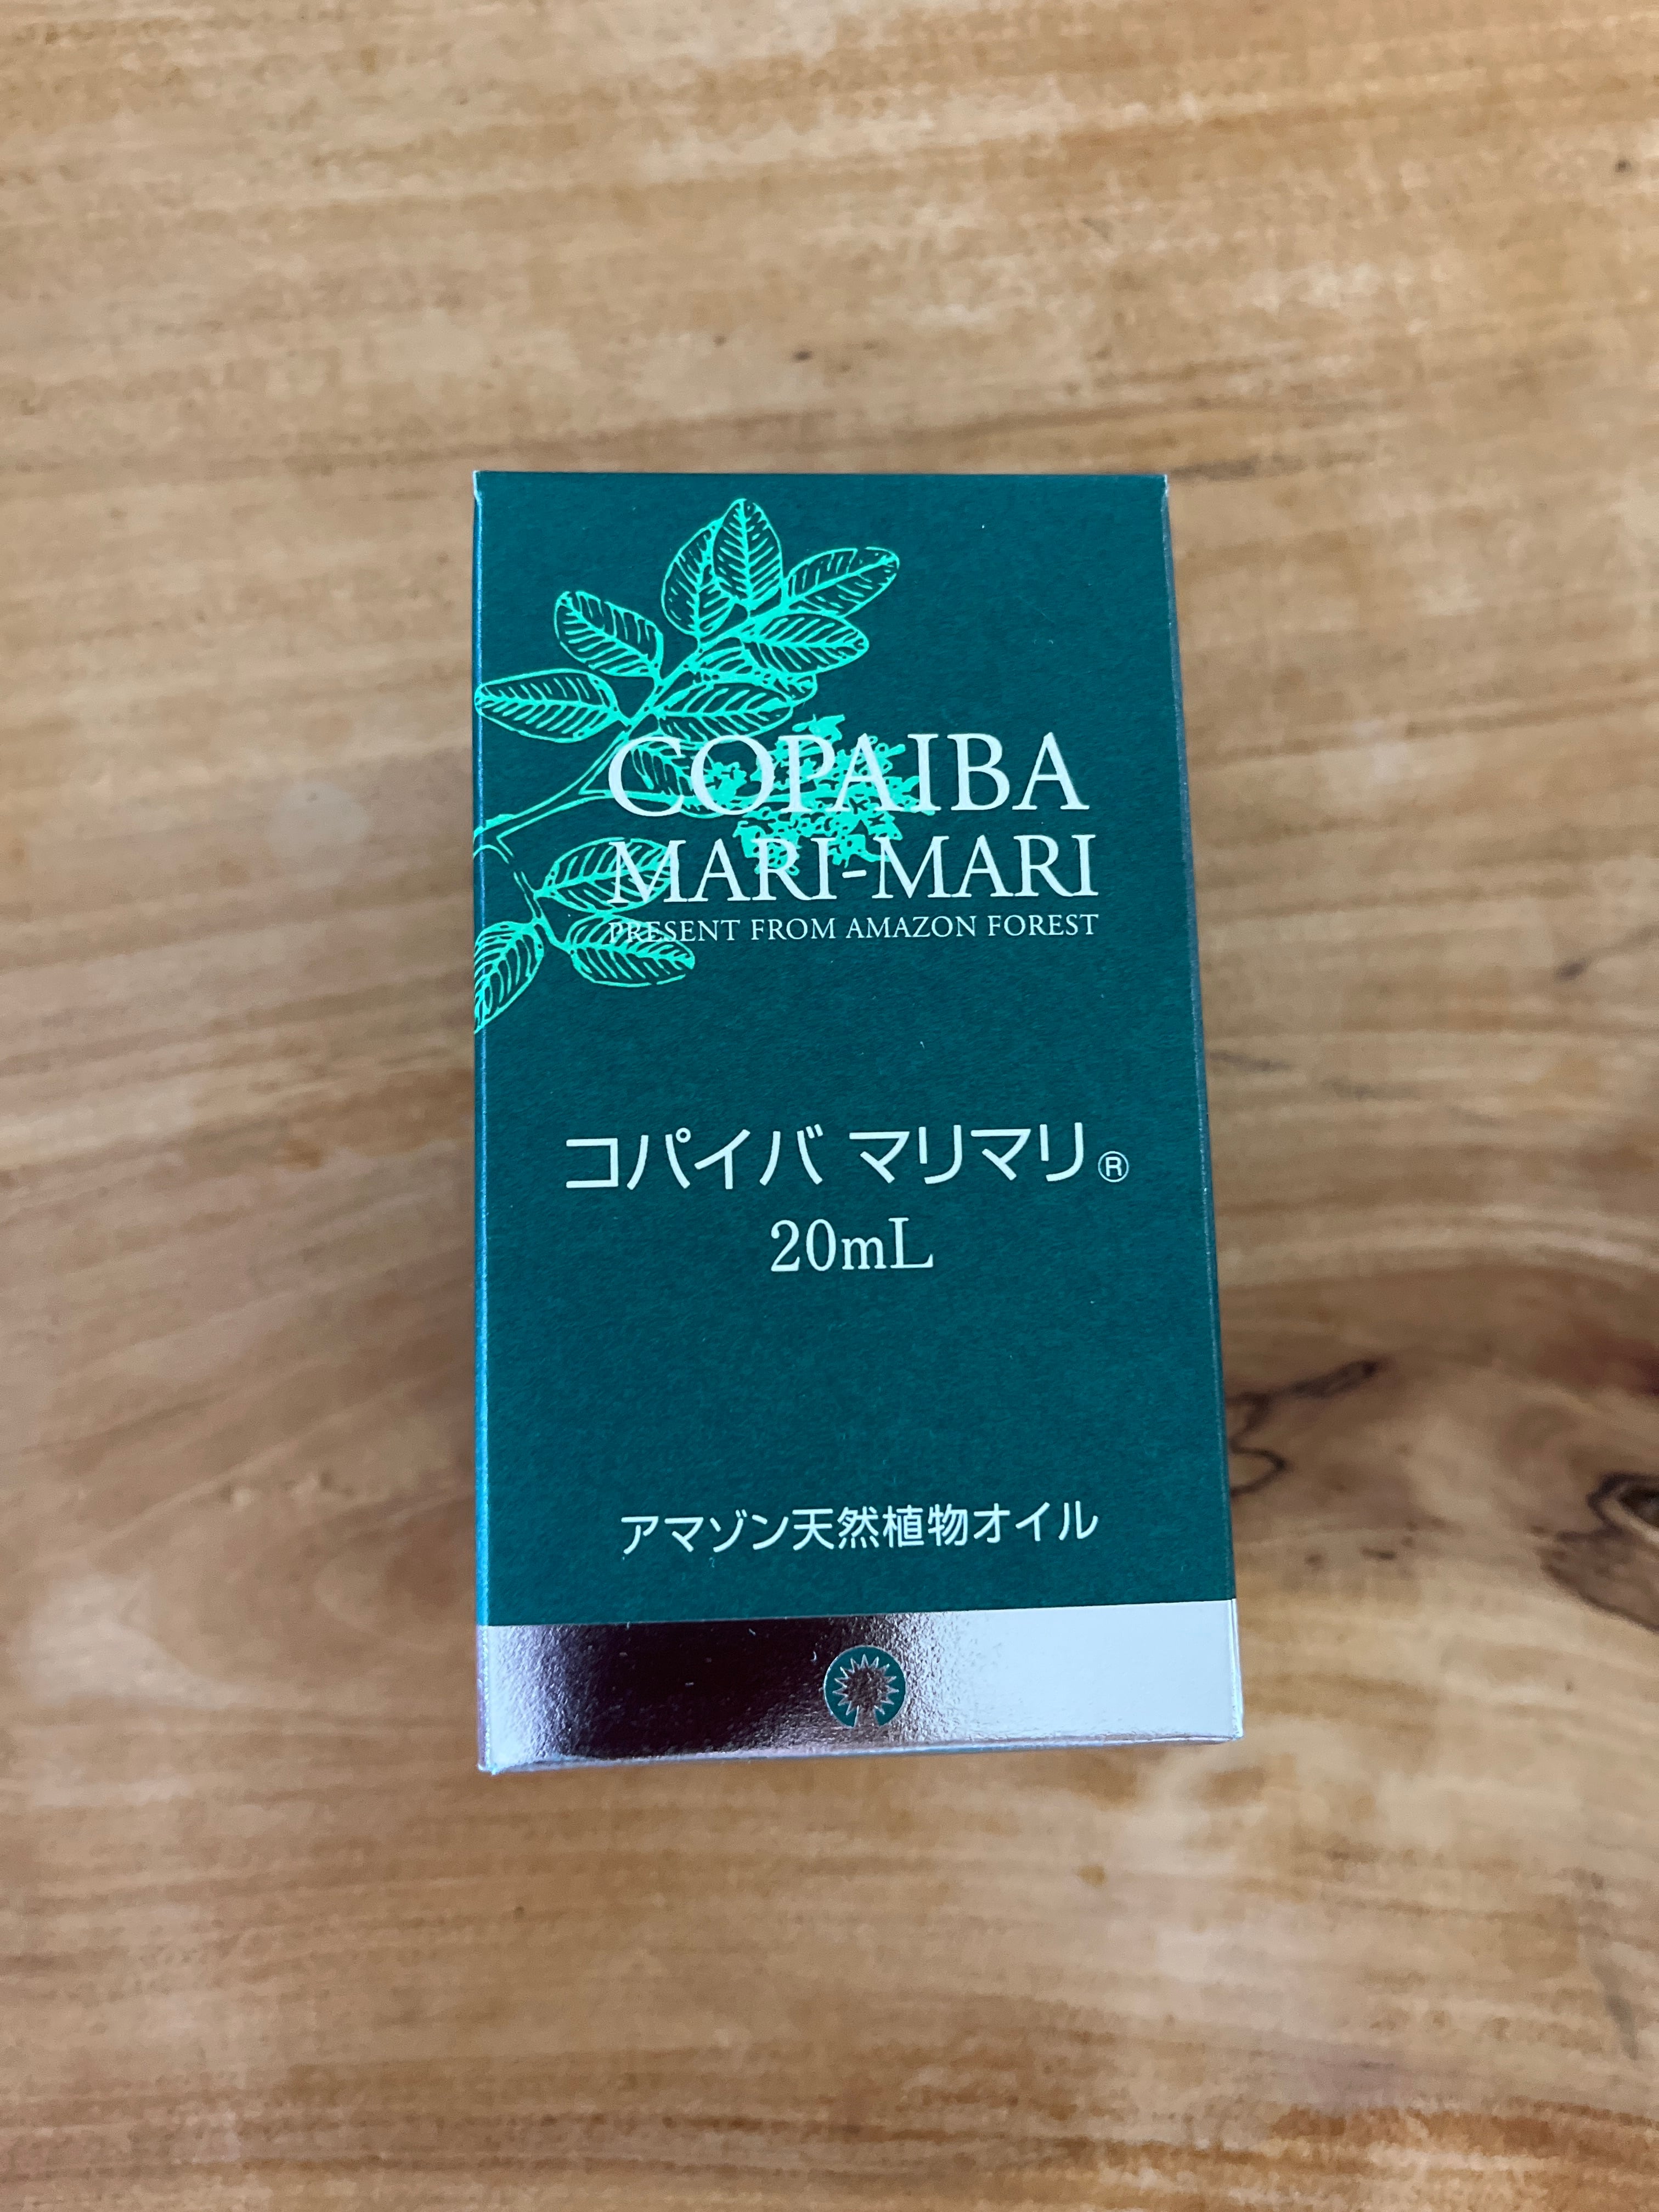 COPAIBA
MARI-MARI
PRESENT FROM AMAZON FOREST
コパイバ マリマリ®
20mL
アマゾン天然植物オイル